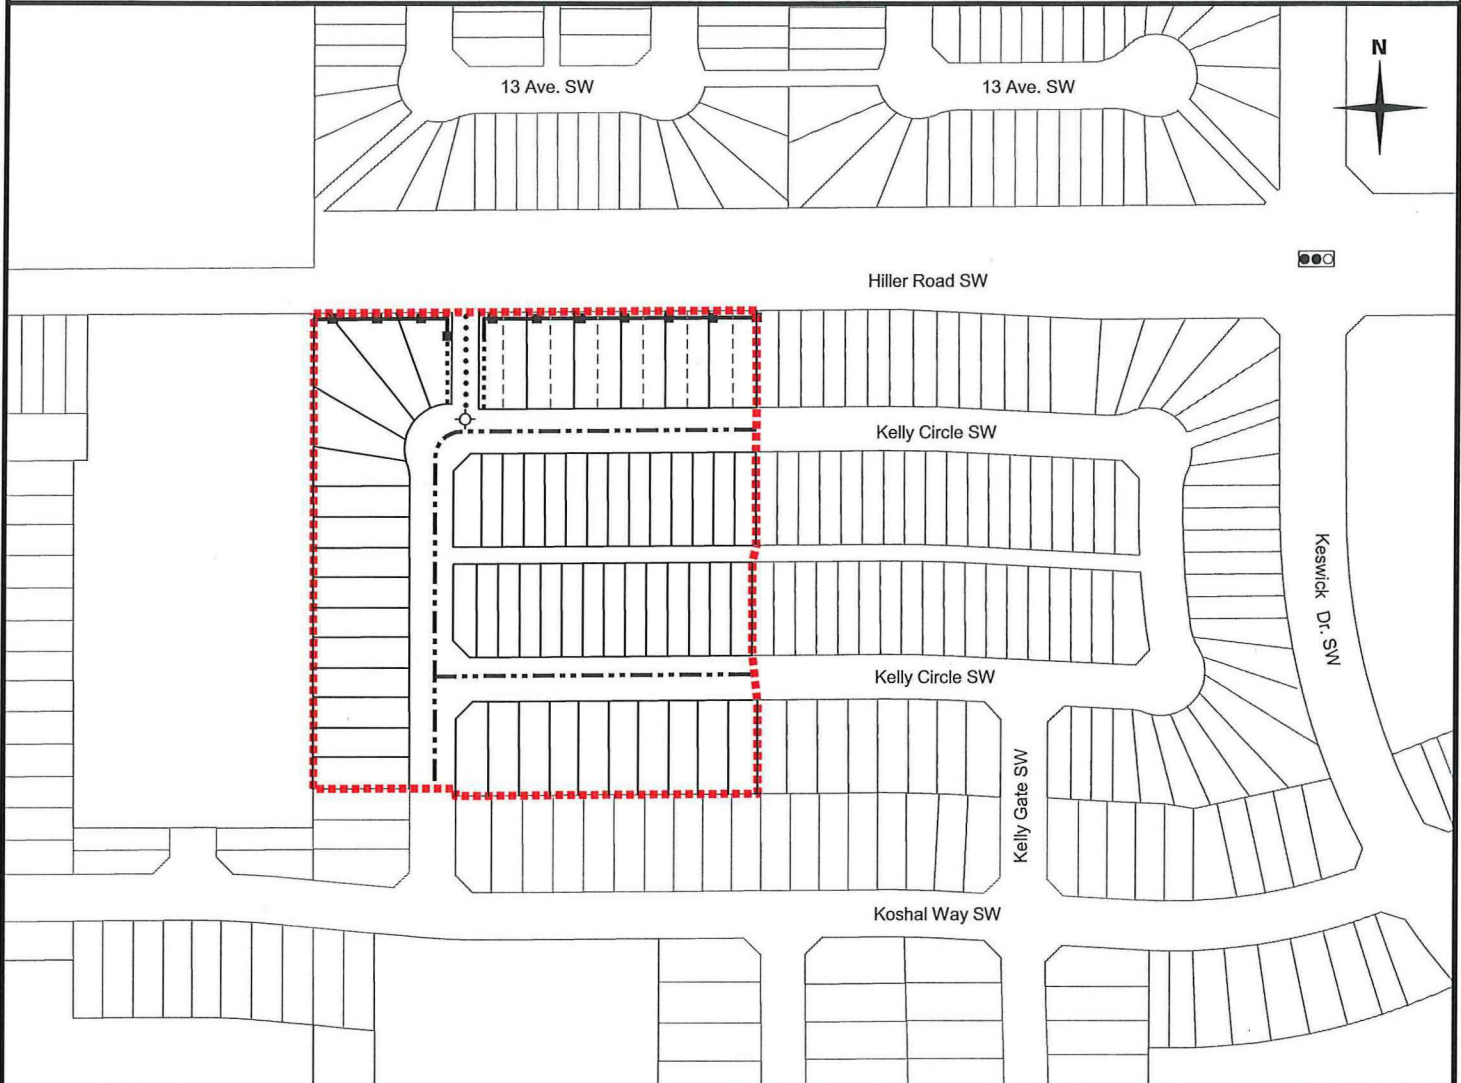 N
13 Ave. SW
13 Ave. SW
Hiller Road SW
Kelly Circle SW
Keswick Dr. SW
Kelly Circle SW
Kelly Gate SW
Koshal Way SW